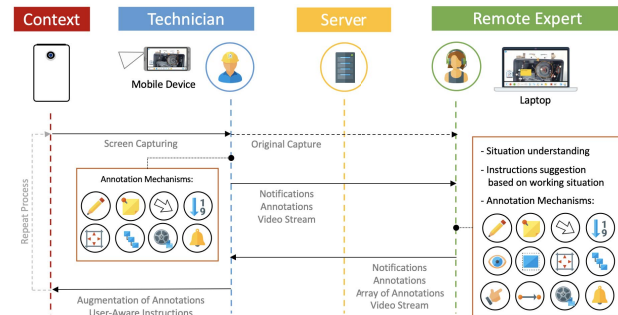 Context
Technician
Server
Remote Expert
Mobile Device
Laptop
Screen Capturing
Original Capture
Repeat Process
Annotation Mechanisms:
1
9
Notifications
Annotations
Video Stream
- Situation understanding
- Instructions suggestion
based on working situation
- Annotation Mechanisms:
1
9
Notifications
Annotations
Array of Annotations
Video Stream
Augmentation of Annotations
User-Aware Instructions